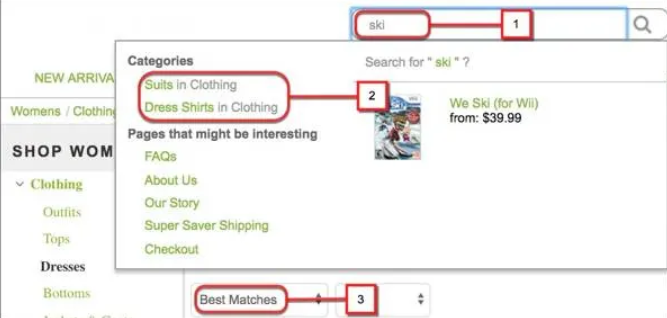 ski
1
Categories
Search for " ski " ?
Suits in Clothing
2
Dress Shirts in Clothing
We Ski (for Wii)
from: $39.99
Pages that might be interesting
FAQs
About Us
Our Story
Super Saver Shipping
Checkout
NEW ARRIVA
Womens / Clothing
SHOP WOM
Clothing
Outfits
Tops
Dresses
Bottoms
Best Matches
3